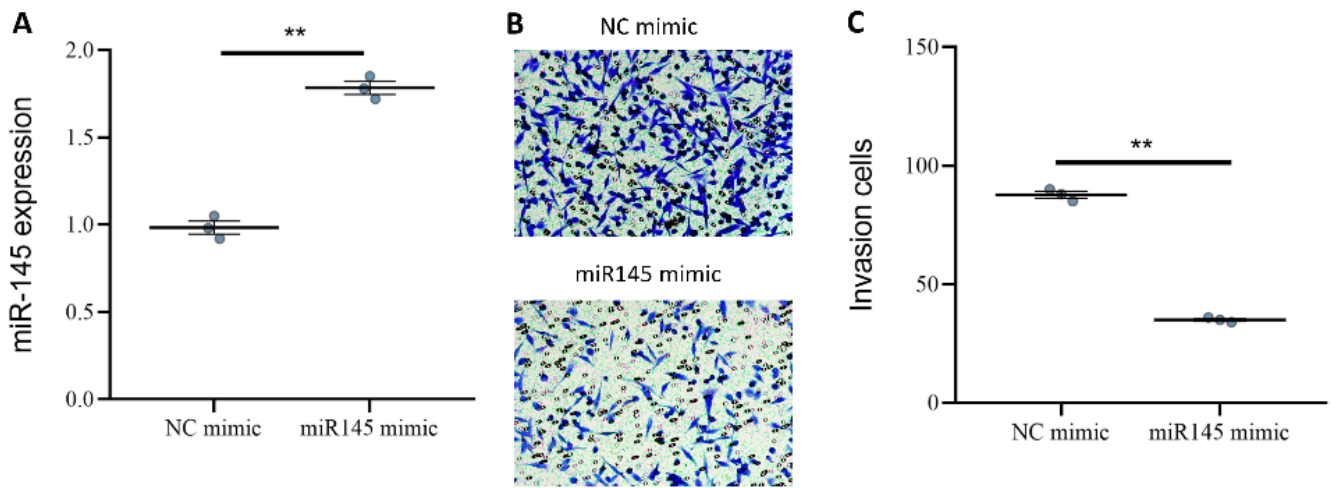 A
miR-145 expression
2.0
1.5
1.0
0.5
0.0
**
NC mimic
miR145 mimic
B
NC mimic
miR145 mimic
C
Invasion cells
150
100
50
0
**
NC mimic
miR145 mimic